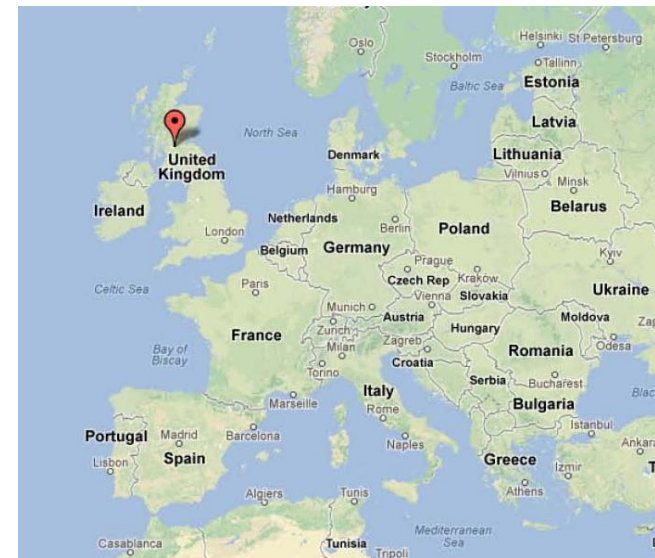 Oslo
Helsinki
St Petersburg
Stockholm
Tallinn
Baltic Sea
Estonia
North Sea
Latvia
United
Kingdom
Denmark
Lithuania
Vilnius
Minsk
Ireland
Hamburg
Belarus
Netherlands
London
Berlin
Poland
Belgium
Germany
Kyiv
Prague
Celtic Sea
Paris
Czech Rep
Kraków
Ukraine
Munich
Vienna
Slovakia
Austria
Moldova
France
Zurich
Hungary
Milan
Zagreb
Odesa
Bay of
Biscay
Romania
Croatia
Torino
Serbia
Bucharest
Italy
Marseille
Rome
Bulgaria
Portugal
Madrid
Barcelona
Istanbul
Naples
Lisbon
Spain
Greece
Izmir
Algiers
Tunis
Athens
Mediterranean
Sea
Casablanca
Tunisia
Tripoli